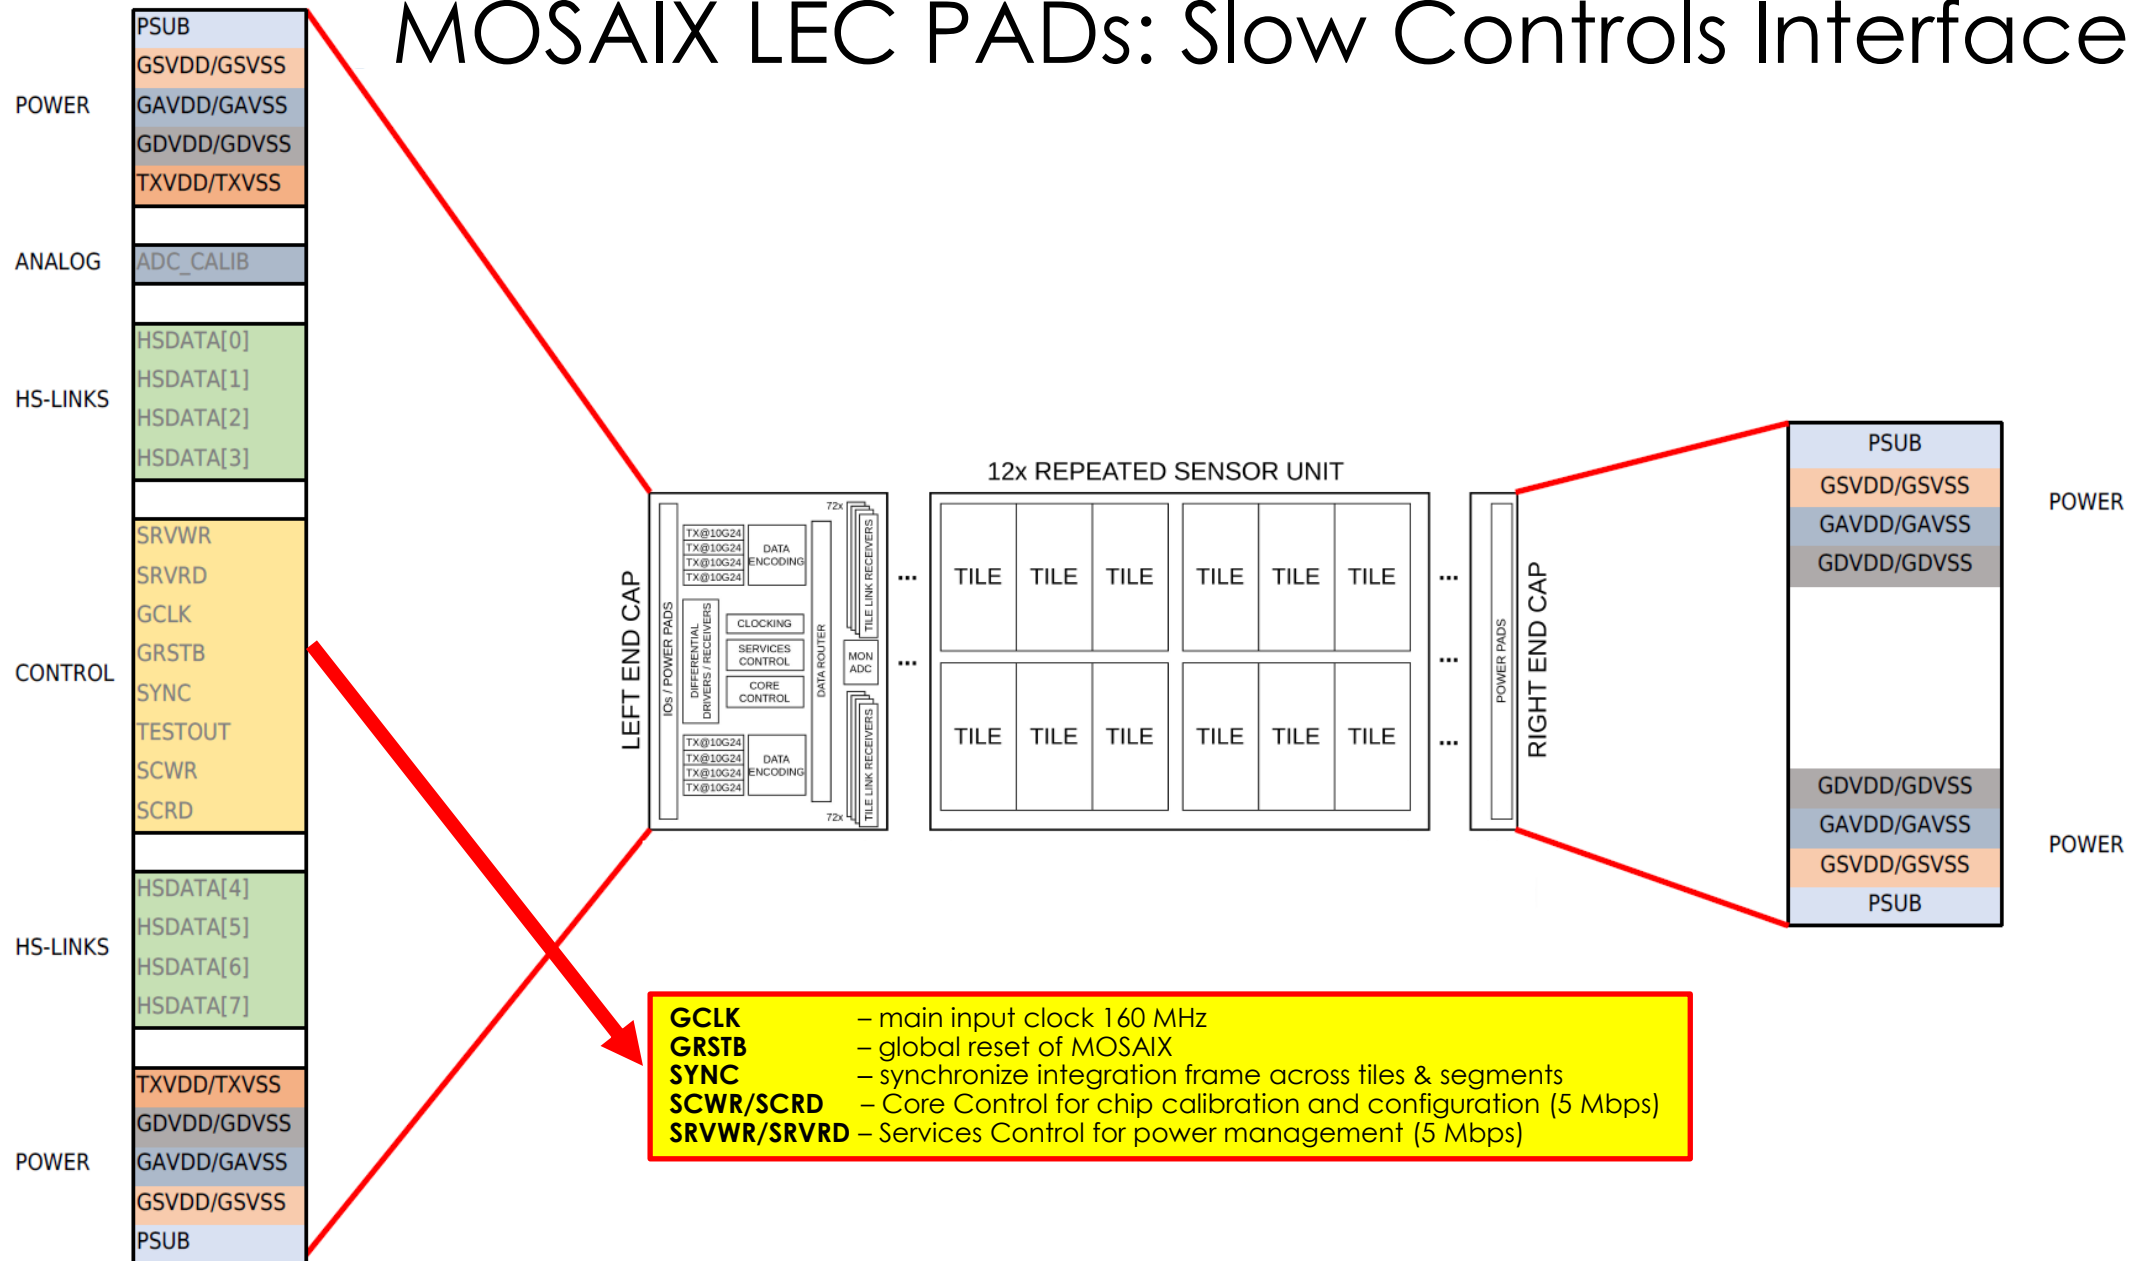 MOSAIX LEC PADs: Slow Controls Interface
POWER
PSUB
GSVDD/GSVSS
GAVDD/GAVSS
GDVDD/GDVSS
TXVDD/TXVSS
ANALOG
ADC_CALIB
HS-LINKS
HSDATA[0]
HSDATA[1]
HSDATA[2]
HSDATA[3]
CONTROL
SRVWR
SRVRD
GCLK
GRSTB
SYNC
TESTOUT
SCWR
SCRD
HS-LINKS
HSDATA[4]
HSDATA[5]
HSDATA[6]
HSDATA[7]
POWER
TXVDD/TXVSS
GDVDD/GDVSS
GAVDD/GAVSS
GSVDD/GSVSS
PSUB
LEFT END CAP
IOs / POWER PADS
TX@10G24
TX@10G24
TX@10G24
TX@10G24
DATA
ENCODING
72x
TILE LINK RECEIVERS
DIFFERENTIAL
DRIVERS / RECEIVERS
CLOCKING
SERVICES
CONTROL
CORE
CONTROL
DATA ROUTER
MON
ADC
TX@10G24
TX@10G24
TX@10G24
TX@10G24
DATA
ENCODING
72x
TILE LINK RECEIVERS
...
...
12x REPEATED SENSOR UNIT
TILE TILE TILE TILE TILE TILE
TILE TILE TILE TILE TILE TILE
...
...
...
POWER PADS
RIGHT END CAP
PSUB
GSVDD/GSVSS
GAVDD/GAVSS
GDVDD/GDVSS
POWER
GDVDD/GDVSS
GAVDD/GAVSS
GSVDD/GSVSS
PSUB
POWER
GCLK – main input clock 160 MHz
GRSTB – global reset of MOSAIX
SYNC – synchronize integration frame across tiles & segments
SCWR/SCRD – Core Control for chip calibration and configuration (5 Mbps)
SRVWR/SRVRD – Services Control for power management (5 Mbps)